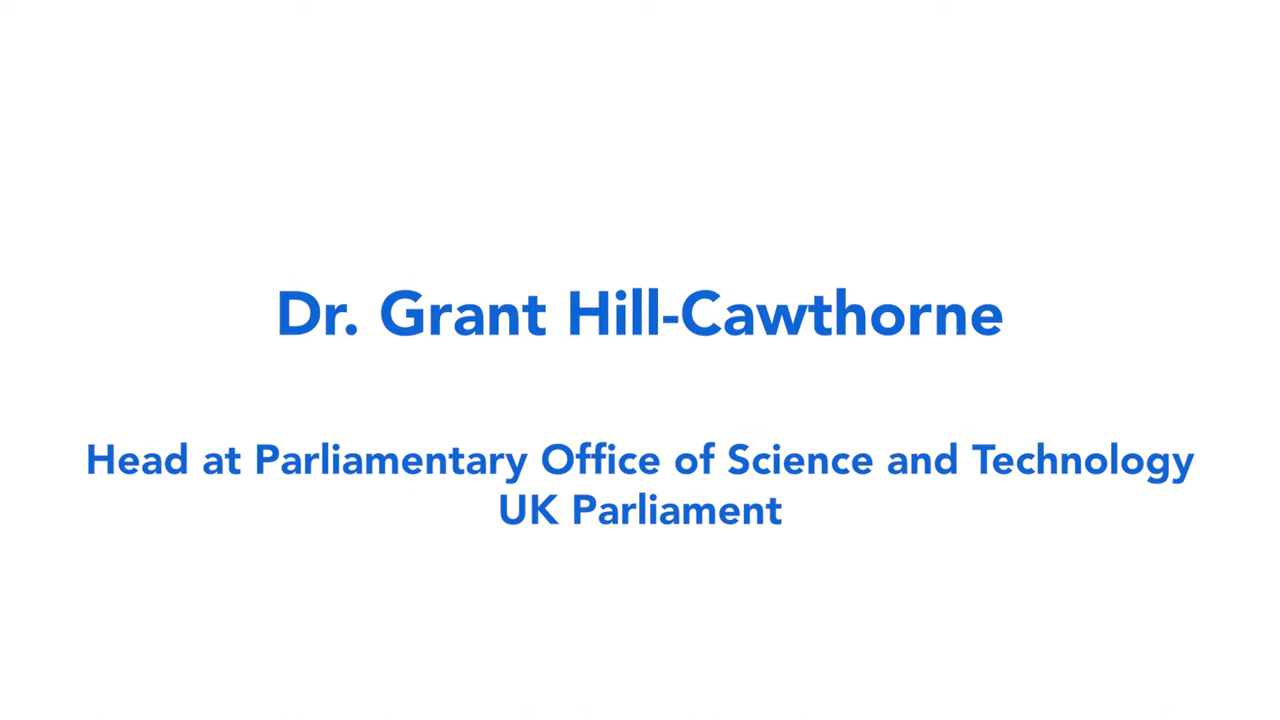 Dr. Grant Hill-Cawthorne
Head at Parliamentary Office of Science and Technology
UK Parliament